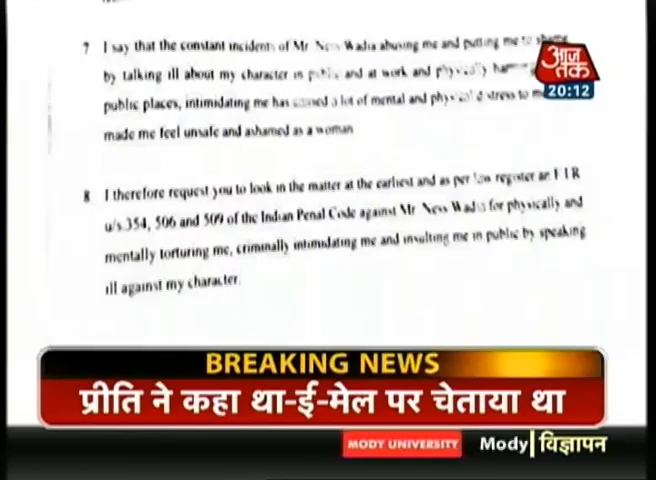 7 I say that the constant incidents of Mr Ness Wadia abusing me and putting me to shame
by talking ill about my character in public and at work and physically
public places, intimidating me has caused a lot of mental and physical distress to me
made me feel unsafe and ashamed as a woman
आज तक
20:12
8 I therefore request you to look in the matter at the earliest and as per law register an F I R
u/s.354, 506 and 509 of the Indian Penal Code against Mr Ness Wadia for physically and
mentally torturing me, criminally intimidating me and insulting me in public by speaking
ill against my character.
BREAKING NEWS
प्रीति ने कहा था-ई-मेल पर चेताया था
MODY UNIVERSITY Mody विज्ञापन